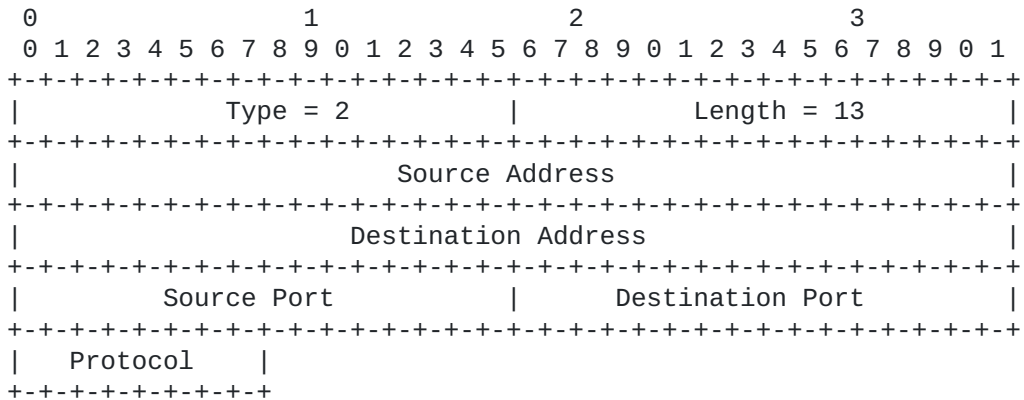 0                   1                   2                   3
0 1 2 3 4 5 6 7 8 9 0 1 2 3 4 5 6 7 8 9 0 1 2 3 4 5 6 7 8 9 0 1
+-+-+-+-+-+-+-+-+-+-+-+-+-+-+-+-+-+-+-+-+-+-+-+-+-+-+-+-+-+-+-+-+
|             Type = 2          |           Length = 13         |
+-+-+-+-+-+-+-+-+-+-+-+-+-+-+-+-+-+-+-+-+-+-+-+-+-+-+-+-+-+-+-+-+
|                        Source Address                         |
+-+-+-+-+-+-+-+-+-+-+-+-+-+-+-+-+-+-+-+-+-+-+-+-+-+-+-+-+-+-+-+-+
|                     Destination Address                       |
+-+-+-+-+-+-+-+-+-+-+-+-+-+-+-+-+-+-+-+-+-+-+-+-+-+-+-+-+-+-+-+-+
|         Source Port           |      Destination Port         |
+-+-+-+-+-+-+-+-+-+-+-+-+-+-+-+-+-+-+-+-+-+-+-+-+-+-+-+-+-+-+-+-+
|   Protocol    |
+-+-+-+-+-+-+-+-+